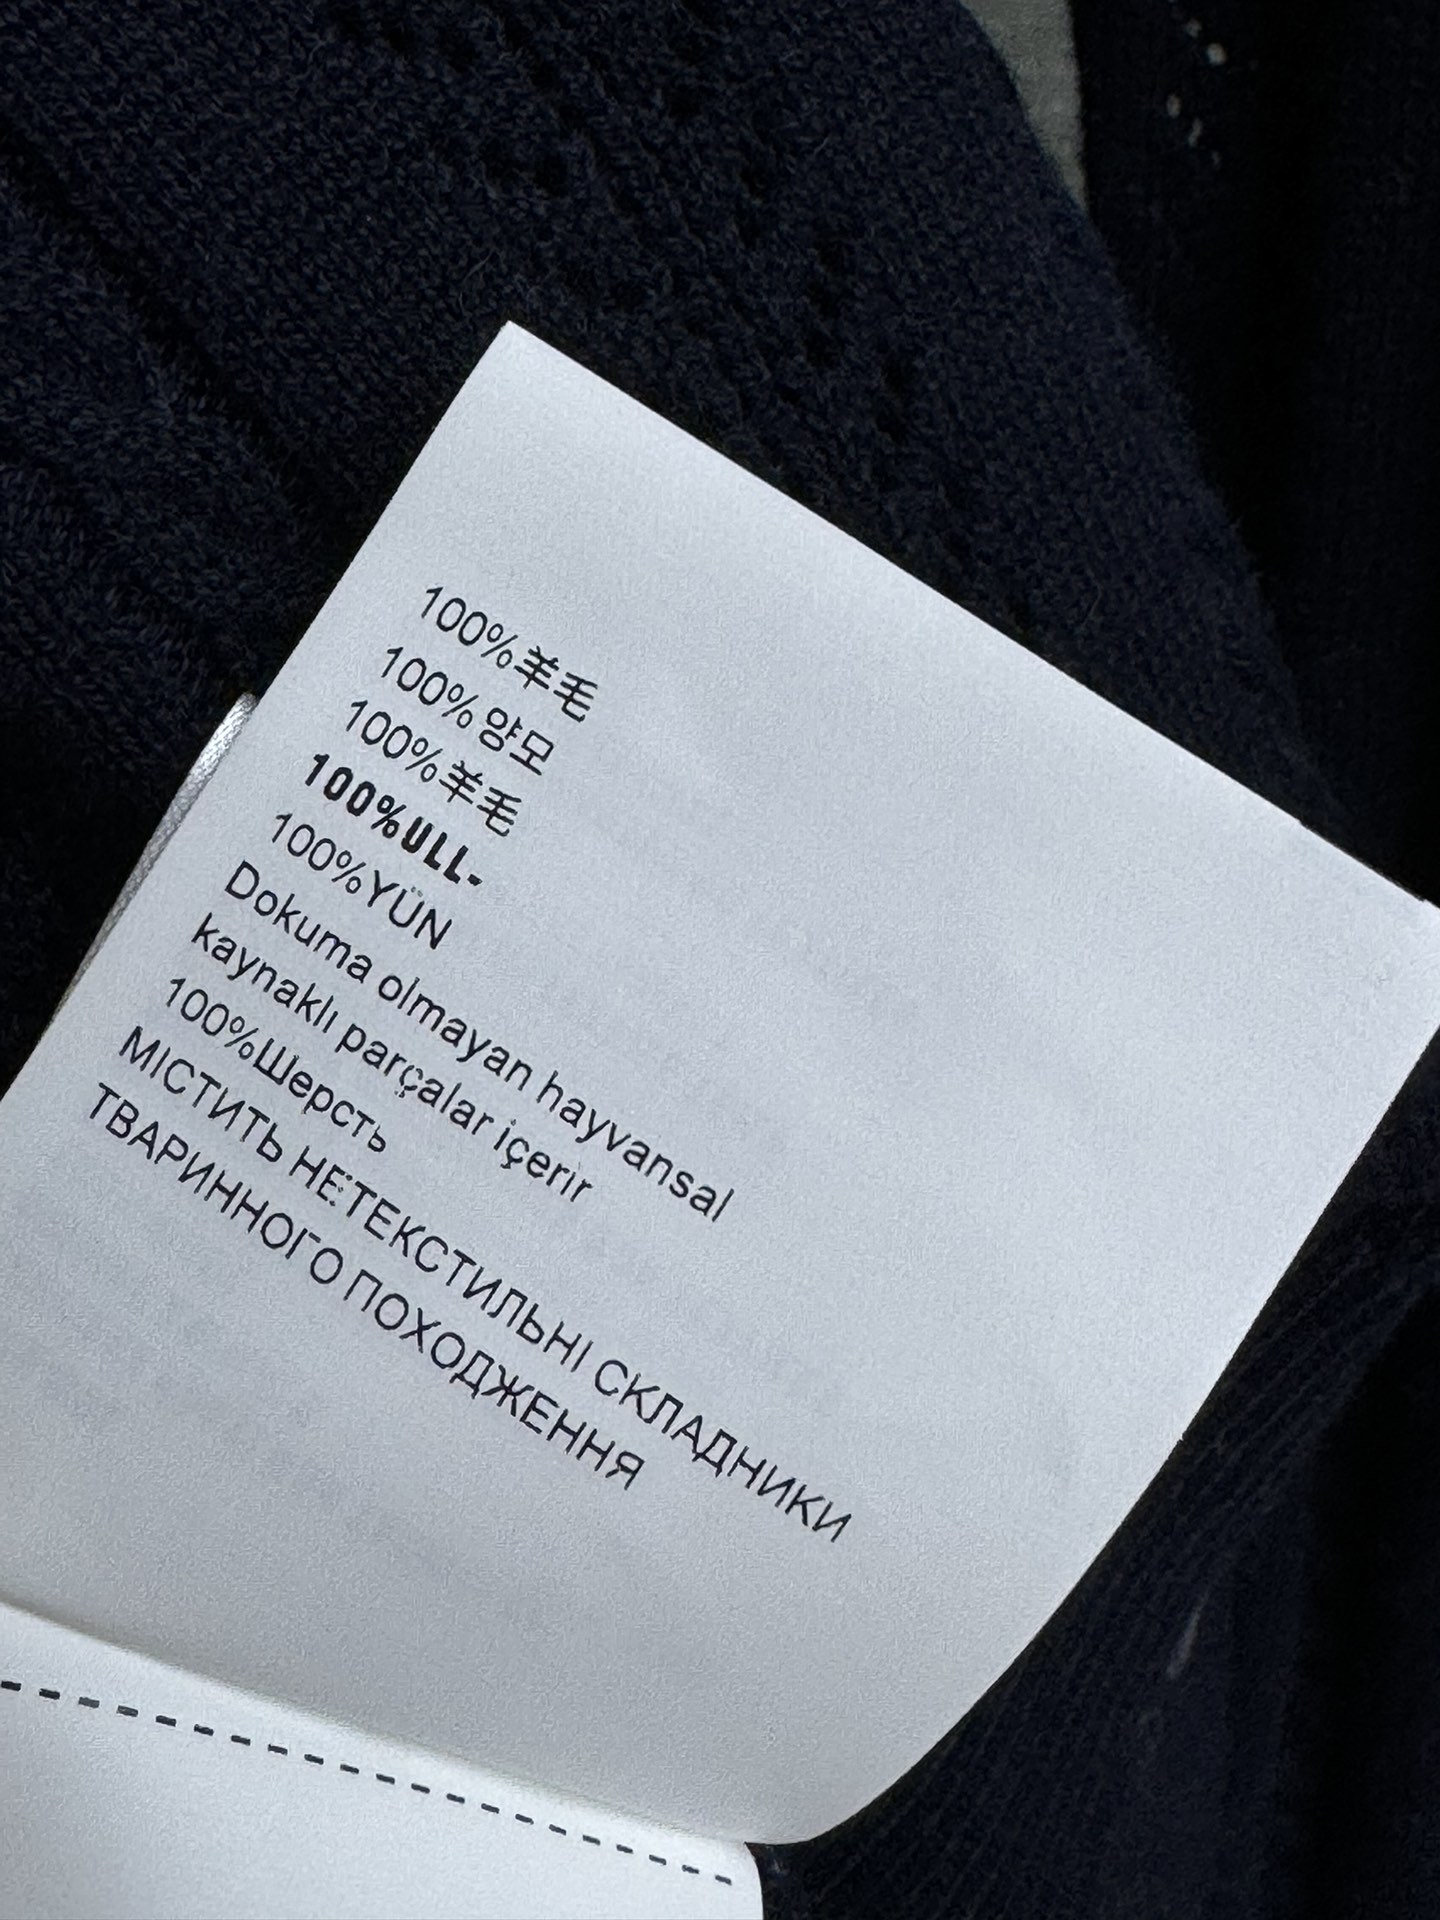 100%羊毛
100%양모
100%羊毛
100%ULL-
100%YÜN
Dokuma olmayan hayvansal
kaynaklı parçalar içerir
100%Шерсть
МІСТИТЬ НЕТЕКСТИЛЬНІ СКЛАДНИКИ
ТВАРИННОГО ПОХОДЖЕННЯ